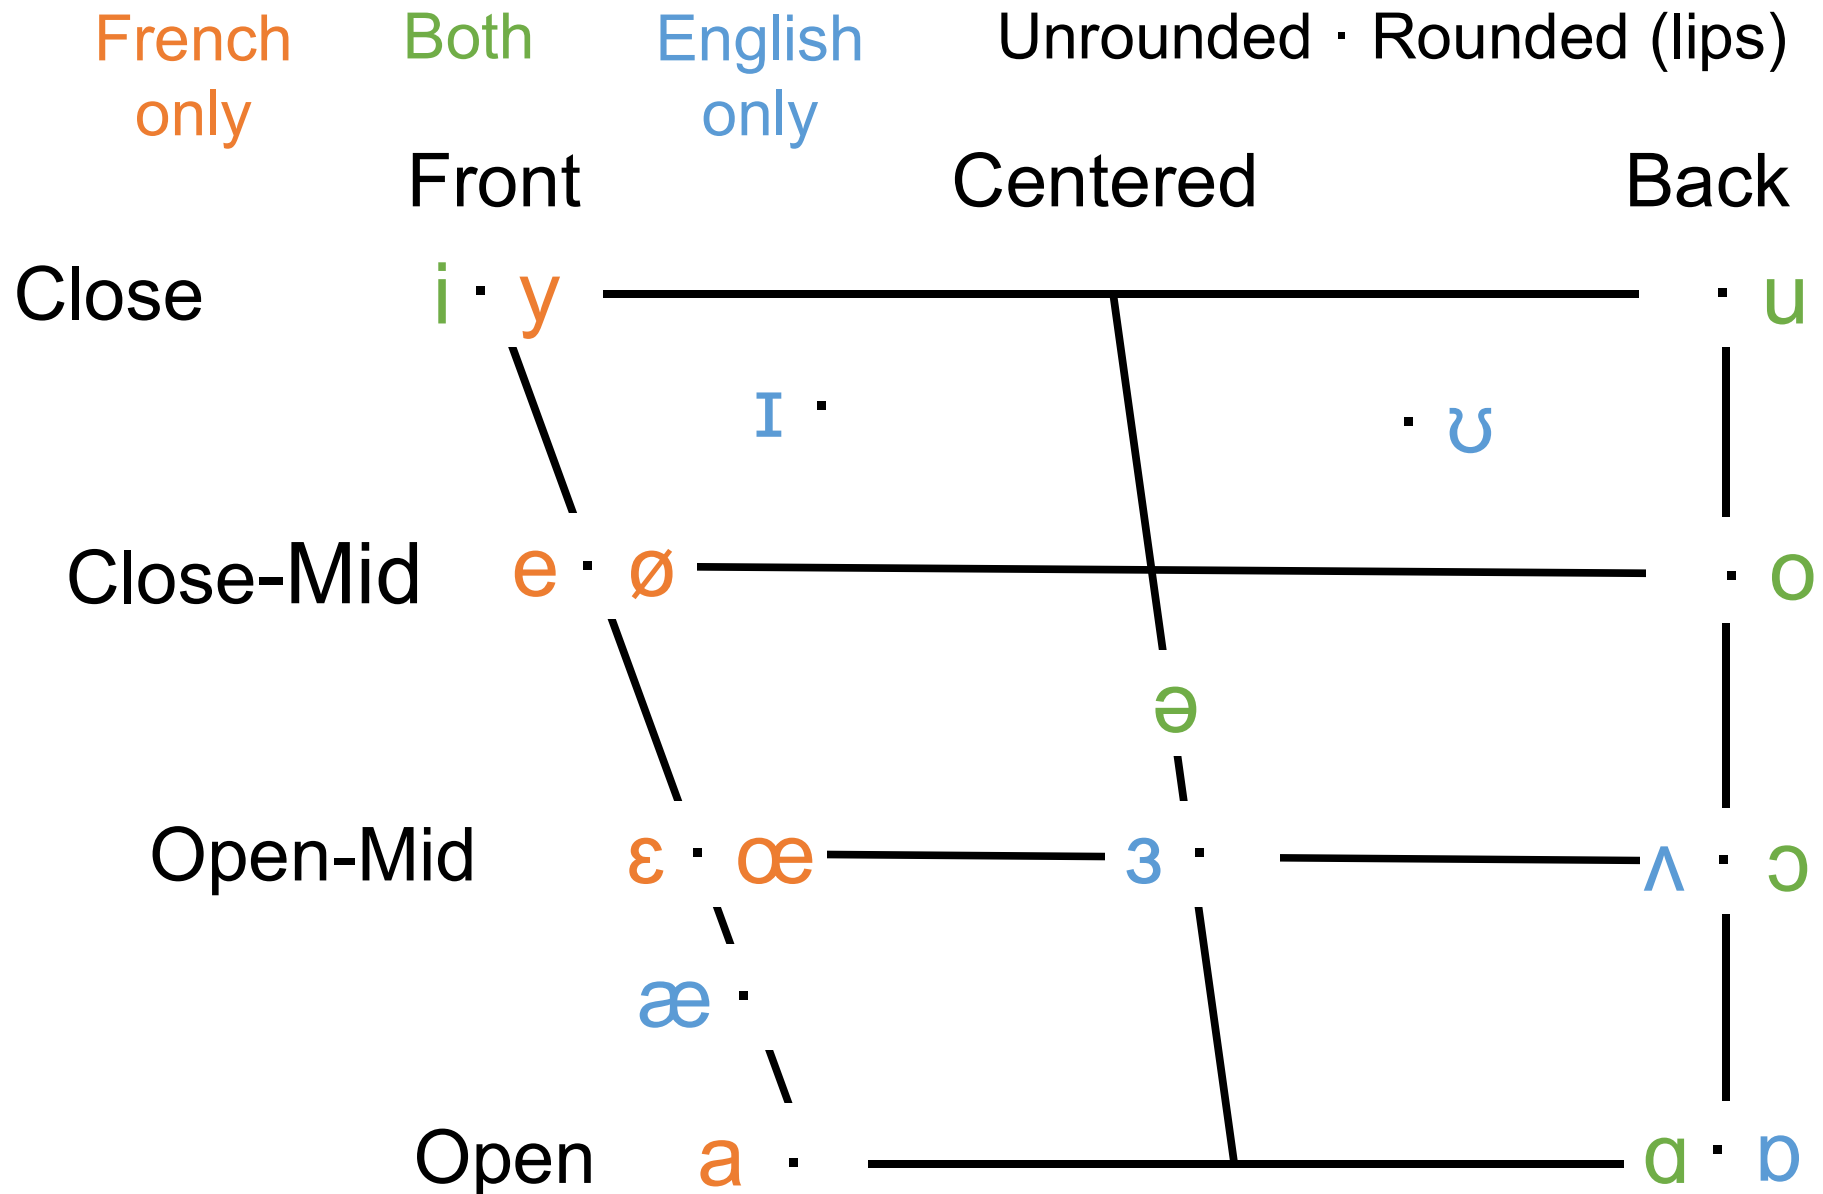 French Both English Unrounded · Rounded (lips)
only only
Front Centered Back
Close i · y · u
ɪ · · ʊ
Close-Mid e · ø · o
ə
Open-Mid ɛ · œ ɜ · ʌ · ɔ
æ ·
Open a · ɑ · ɒ